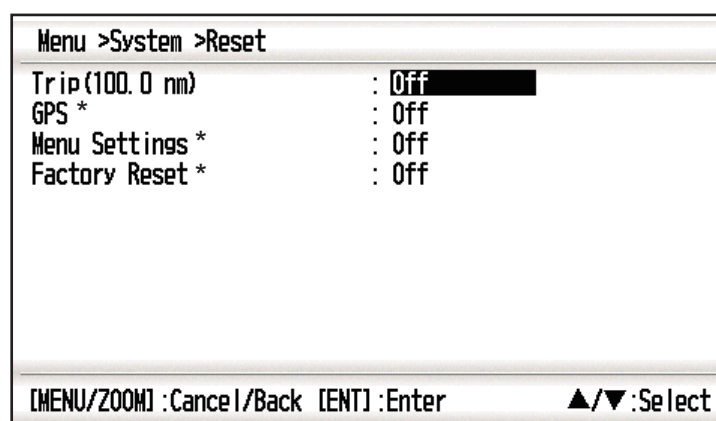 Menu >System >Reset
Trip(100.0 nm) : Off
GPS * : Off
Menu Settings * : Off
Factory Reset * : Off
[MENU/ZOOM] :Cancel/Back [ENT] :Enter ▲/▼ :Select